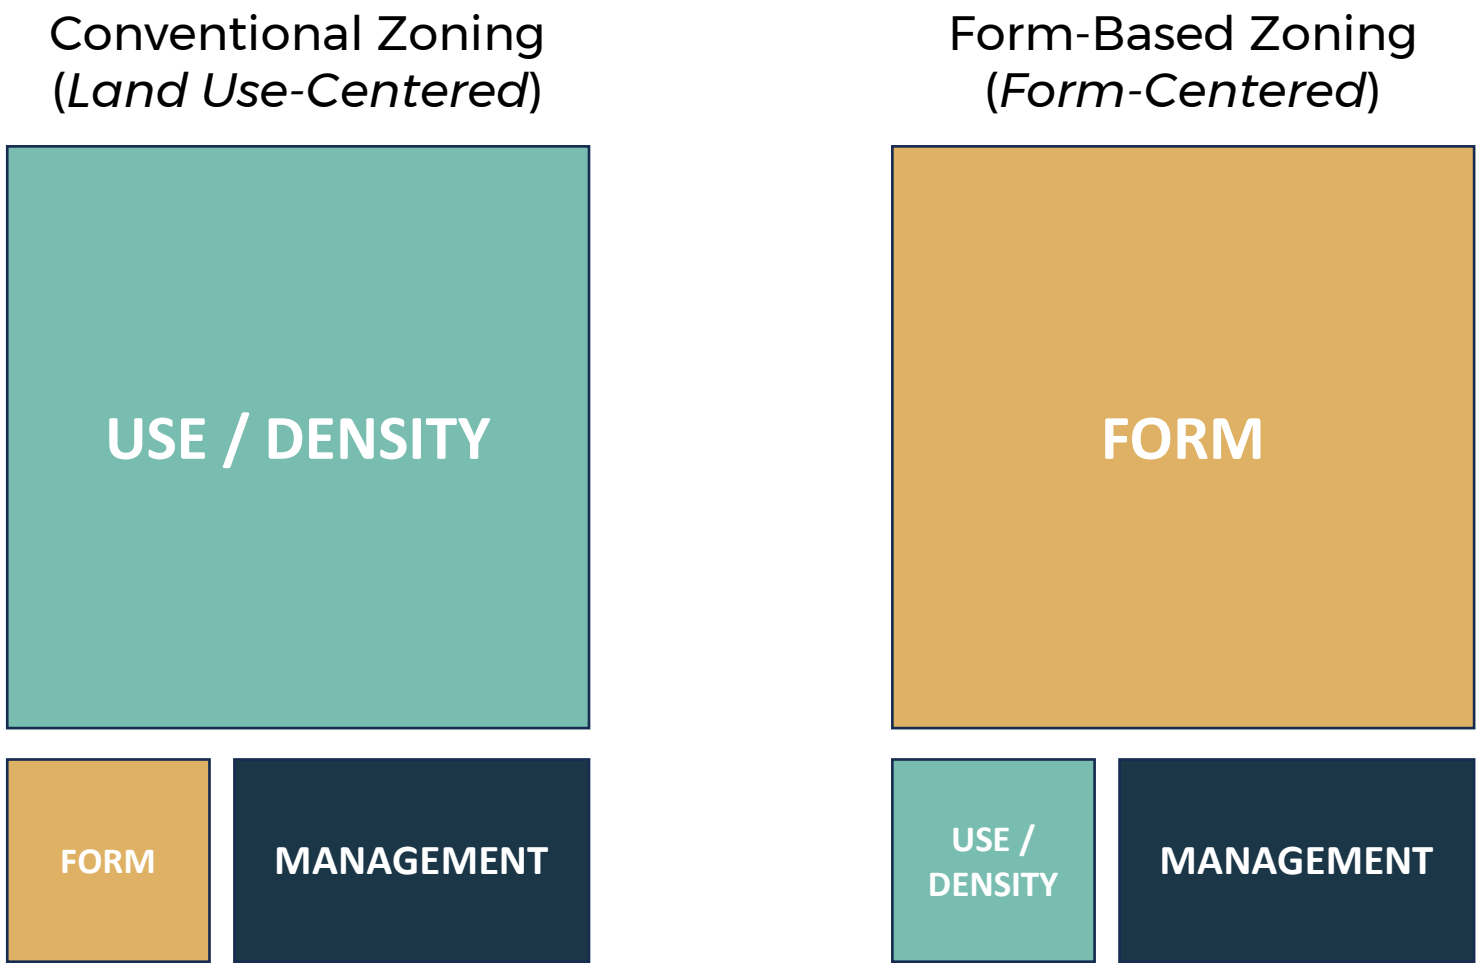 Conventional Zoning
(Land Use-Centered)
USE / DENSITY
FORM
MANAGEMENT
Form-Based Zoning
(Form-Centered)
FORM
USE /
DENSITY
MANAGEMENT